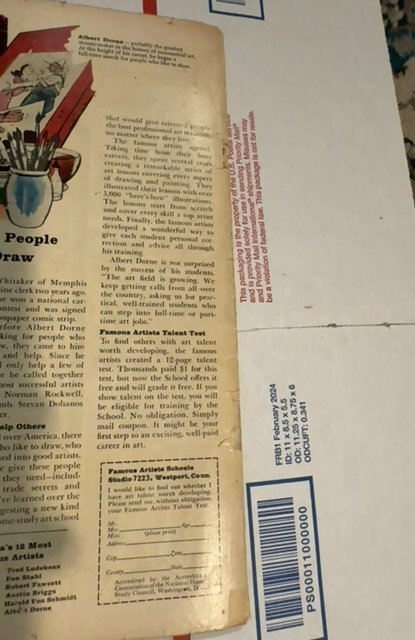 Albert Dorne — probably the greatest
money-maker in the history of commercial art.
At the height of his career, he began a
full-time search for people who like to draw.
People
Draw
Whitaker of Memphis
ine clerk two years ago.
he won a national car-
ontest and was signed
wspaper comic strip.
efore Albert Dorne
king for people who
w, they came to him
and help. Since he
d only help a few of
he called together
most successful artists
Norman Rockwell,
mb. Stevan Dohanos
er.
elp Others
l over America, there
ho like to draw, who
ed into good artists.
e give these people
they need—includ-
trade secrets and
've learned over the
gesting a new kind
ome-study art school
a's 12 Most
us Artists
Fred Ludekens
Ben Stahl
Robert Fawcett
Austin Briggs
Harold Von Schmidt
Albert Dorne
that would give talented people
the best professional art training
no matter where they live.
The famous artists agreed.
Taking time from their busy
careers, they spent several years
creating a remarkable series of
art lessons covering every aspect
of drawing and painting. They
illustrated their lessons with over
5,000 "here's-how" illustrations.
The lessons start from scratch
and cover every skill a top artist
needs. Finally, the famous artists
developed a wonderful way to
give each student personal cor-
rection and advice all through
his training.
Albert Dorne is not surprised
by the success of his students.
"The art field is growing. We
keep getting calls from all over
the country, asking us for prac-
tical, well-trained students who
can step into full-time or part-
time art jobs."
Famous Artists Talent Test
To find others with art talent
worth developing, the famous
artists created a 12-page talent
test. Thousands paid $1 for this
test, but now the School offers it
free and will grade it free. If you
show talent on the test, you will
be eligible for training by the
School. No obligation. Simply
mail coupon. It might be your
first step to an exciting, well-paid
career in art.
Famous Artists Schools
Studio 7223, Westport, Conn.
I would like to find out whether I
have art talent worth developing.
Please send me, without obligation,
your Famous Artists Talent Test.
Mr.
Mrs. Age
Miss (please print)
Address
City Zone
County State
Accredited by the Accrediting
Commission of the National Home
Study Council, Washington, D.C.
This packaging is the property of the U.S. Postal Service
and is provided solely for use in sending Priority Mail
and Priority Mail International shipments. Misuse may
be a violation of federal law. This package is not for resale.
FRB1 February 2024
ID: 11 x 8.5 x 5.5
OD: 11.25 x 8.75 x 6
ODCUFT: 0.341
PS00011000000